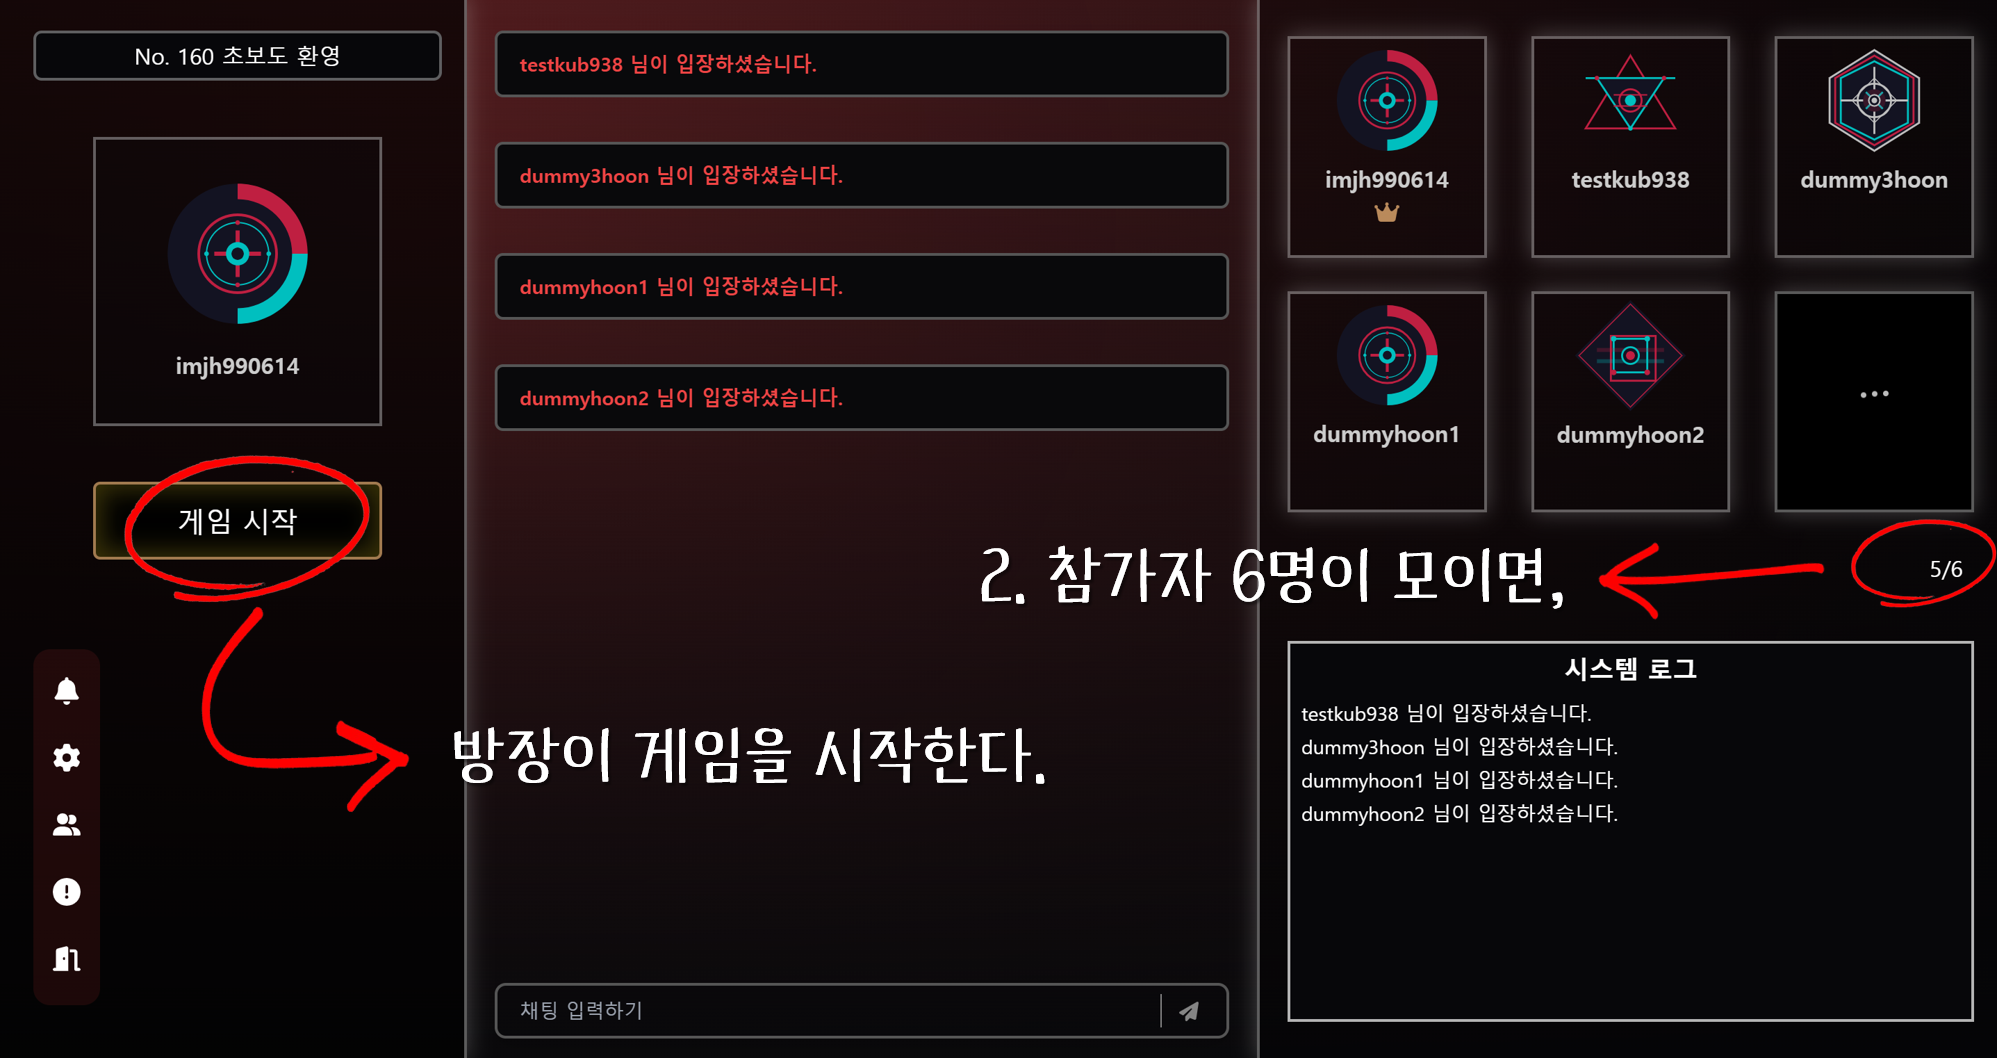 No. 160 초보도 환영
imjh990614
게임 시작
testkub938 님이 입장하셨습니다.
dummy3hoon 님이 입장하셨습니다.
dummyhoon1 님이 입장하셨습니다.
dummyhoon2 님이 입장하셨습니다.
imjh990614
testkub938
dummy3hoon
dummyhoon1
dummyhoon2
...
5/6
2. 참가자 6명이 모이면,
방장이 게임을 시작한다.
시스템 로그
testkub938 님이 입장하셨습니다.
dummy3hoon 님이 입장하셨습니다.
dummyhoon1 님이 입장하셨습니다.
dummyhoon2 님이 입장하셨습니다.
채팅 입력하기